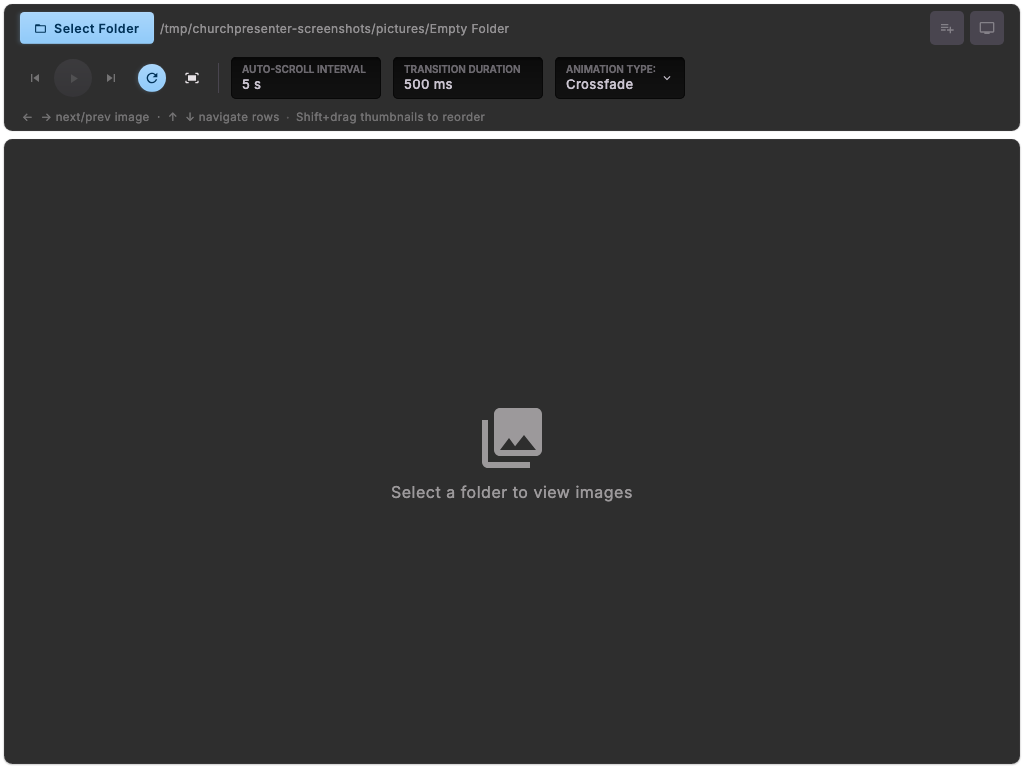 Select Folder
/tmp/churchpresenter-screenshots/pictures/Empty Folder
AUTO-SCROLL INTERVAL
5 s
TRANSITION DURATION
500 ms
ANIMATION TYPE:
Crossfade
← → next/prev image · ↑ ↓ navigate rows · Shift+drag thumbnails to reorder
Select a folder to view images